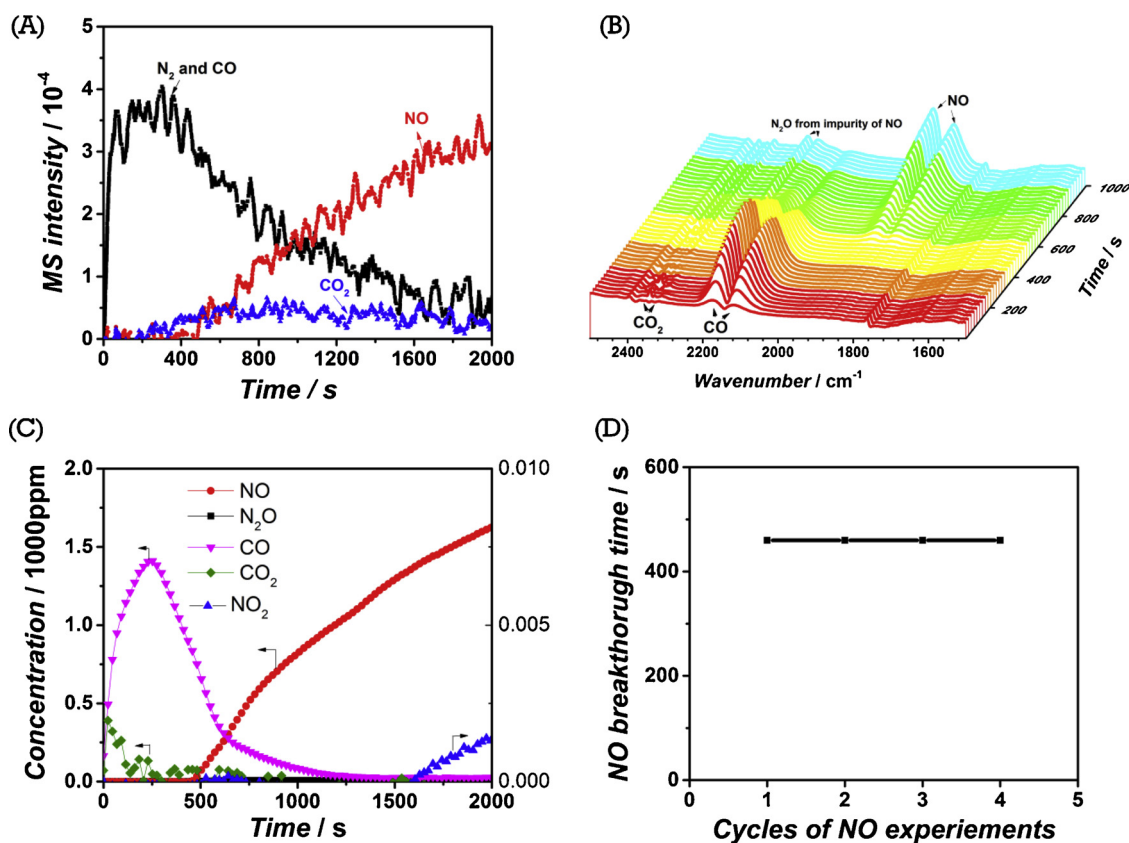 (A)
5
4
3
2
1
0
MS intensity / 10-4
N2 and CO
NO
CO2
0 400 800 1200 1600 2000
Time / s
(B)
N2O from impurity of NO
NO
CO2
CO
1000
800
600
400
200
Time / s
2400 2200 2000 1800 1600
Wavenumber / cm-1
(C)
2.0
1.5
1.0
0.5
0.0
Concentration / 1000ppm
NO
N2O
CO
CO2
NO2
0.010
0.005
0.000
0 500 1000 1500 2000
Time / s
(D)
600
400
200
0
NO breakthorugh time / s
0 1 2 3 4 5
Cycles of NO experiements